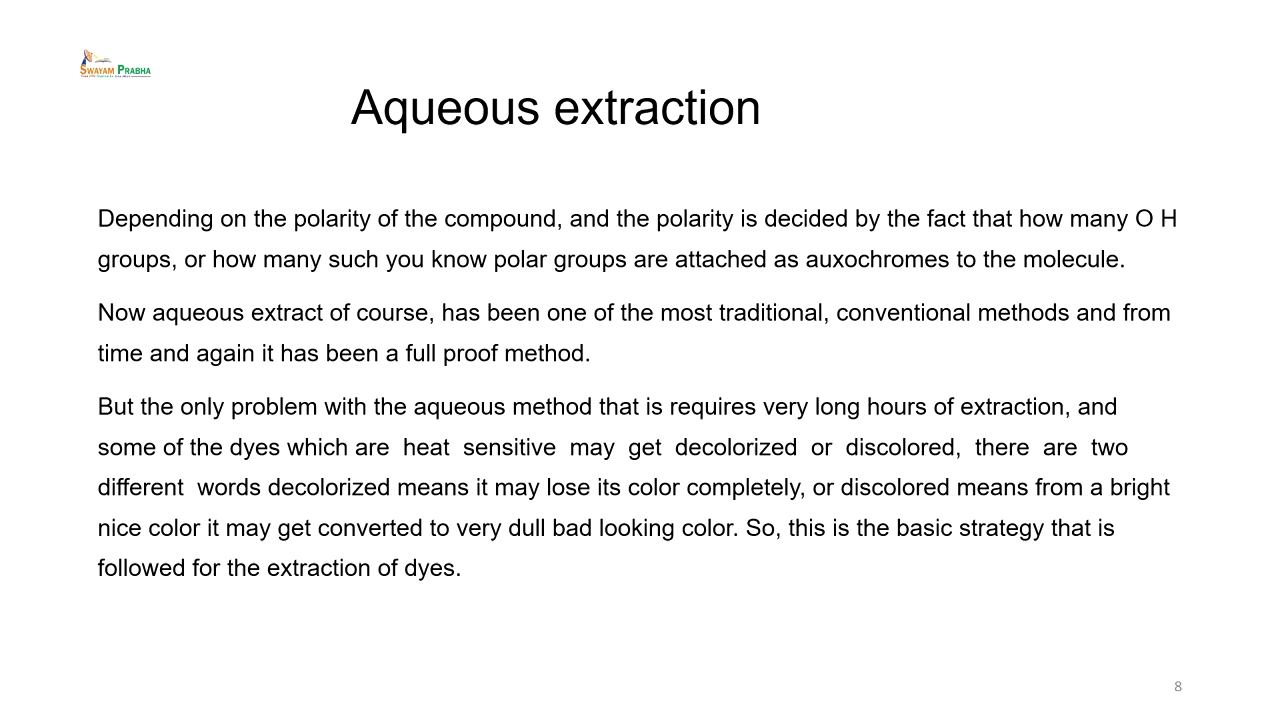 SWAYAM PRABHA
Aqueous extraction
Depending on the polarity of the compound, and the polarity is decided by the fact that how many O H
groups, or how many such you know polar groups are attached as auxochromes to the molecule.
Now aqueous extract of course, has been one of the most traditional, conventional methods and from
time and again it has been a full proof method.
But the only problem with the aqueous method that is requires very long hours of extraction, and
some of the dyes which are heat sensitive may get decolorized or discolored, there are two
different words decolorized means it may lose its color completely, or discolored means from a bright
nice color it may get converted to very dull bad looking color. So, this is the basic strategy that is
followed for the extraction of dyes.
8